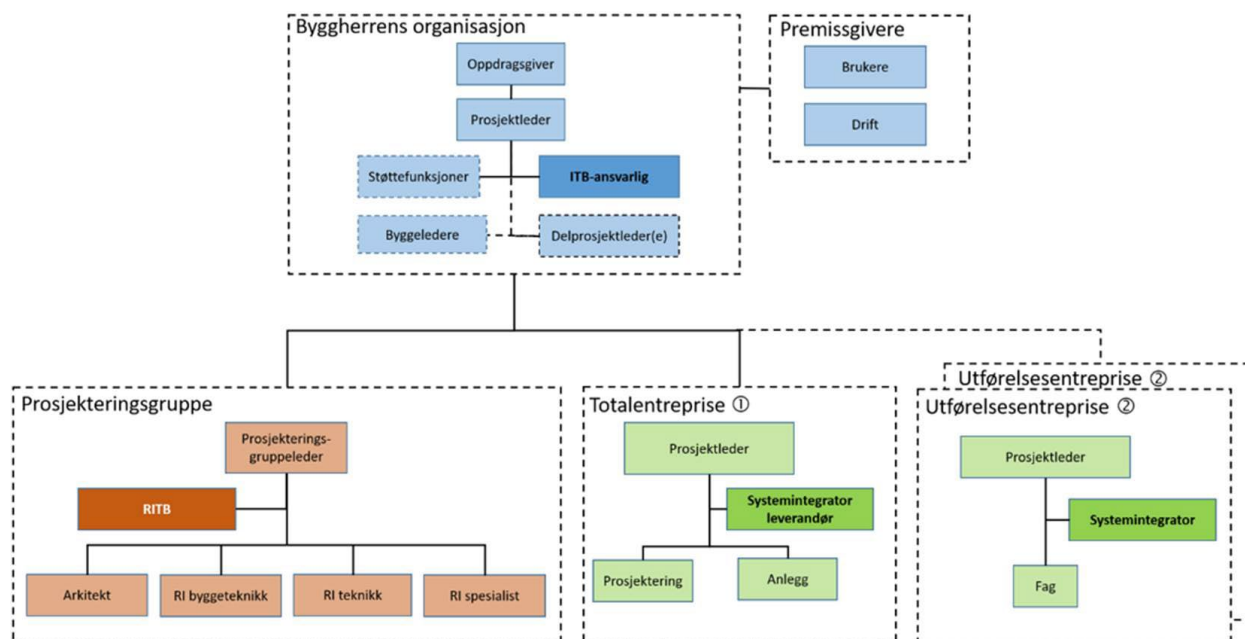 Byggherrens organisasjon
Oppdragsgiver
Prosjektleder
Støttefunksjoner
ITB-ansvarlig
Byggeledere
Delprosjektleder(e)
Premissgivere
Brukere
Drift
Prosjekteringsgruppe
Prosjekterings-
gruppeleder
RITB
Arkitekt
RI byggeteknikk
RI teknikk
RI spesialist
Totalentreprise ①
Prosjektleder
Systemintegrator
leverandør
Prosjektering
Anlegg
Utførelsesentreprise ②
Utførelsesentreprise ②
Prosjektleder
Systemintegrator
Fag